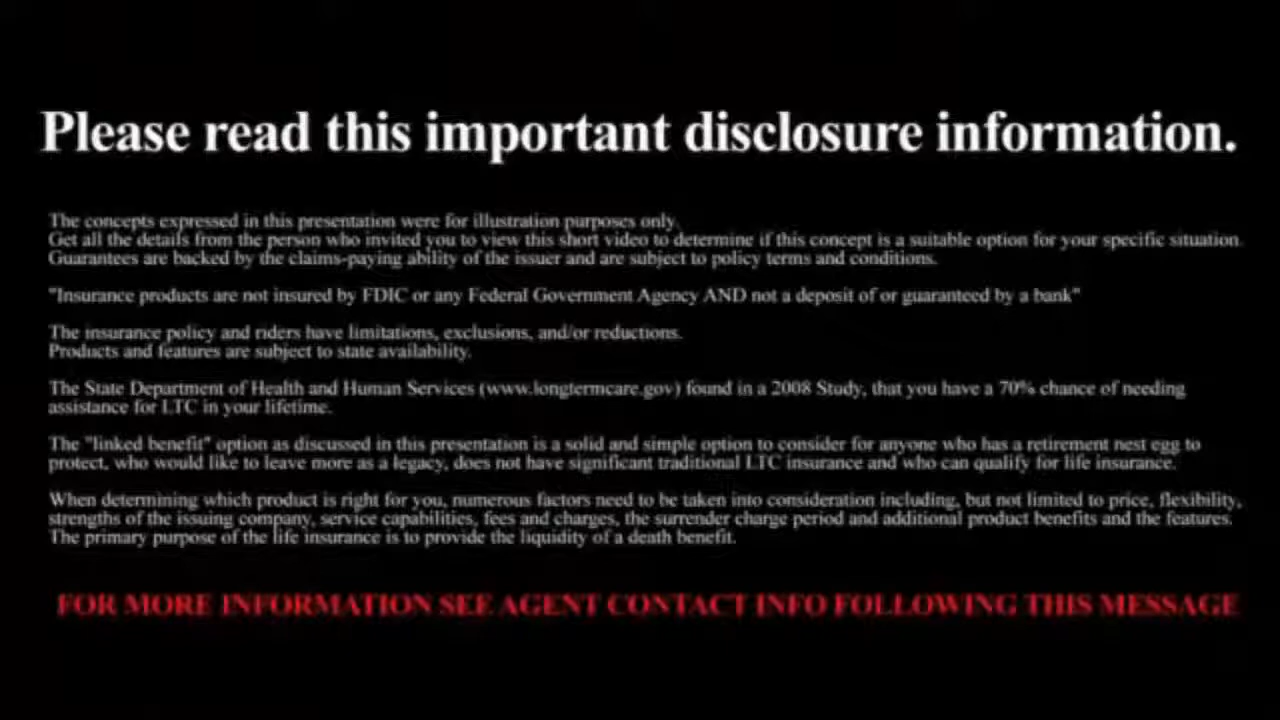 Please read this important disclosure information.
The concepts expressed in this presentation were for illustration purposes only.
Get all the details from the person who invited you to view this short video to determine if this concept is a suitable option for your specific situation.
Guarantees are backed by the claims-paying ability of the issuer and are subject to policy terms and conditions.
"Insurance products are not insured by FDIC or any Federal Government Agency AND not a deposit of or guaranteed by a bank"
The insurance policy and riders have limitations, exclusions, and/or reductions.
Products and features are subject to state availability.
The State Department of Health and Human Services (www.longtermcare.gov) found in a 2008 Study, that you have a 70% chance of needing
assistance for LTC in your lifetime.
The "linked benefit" option as discussed in this presentation is a solid and simple option to consider for anyone who has a retirement nest egg to
protect, who would like to leave more as a legacy, does not have significant traditional LTC insurance and who can qualify for life insurance.
When determining which product is right for you, numerous factors need to be taken into consideration including, but not limited to price, flexibility,
strengths of the issuing company, service capabilities, fees and charges, the surrender charge period and additional product benefits and the features.
The primary purpose of the life insurance is to provide the liquidity of a death benefit.
FOR MORE INFORMATION SEE AGENT CONTACT INFO FOLLOWING THIS MESSAGE